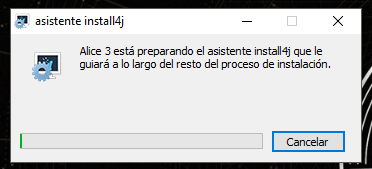 asistente install4j
Alice 3 está preparando el asistente install4j que le
guiará a lo largo del resto del proceso de instalación.
Cancelar